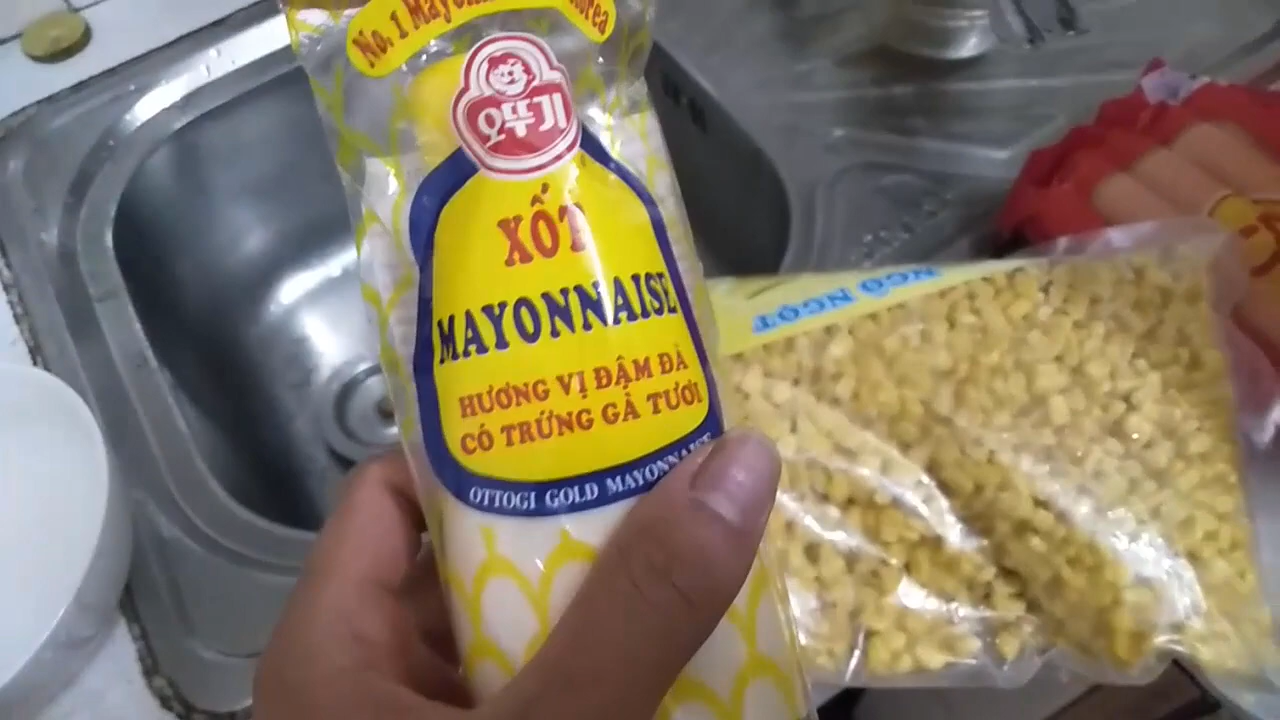 No. 1
오뚜기
XỐT
MAYONNAISE
HƯƠNG VỊ ĐẬM ĐÀ
CÓ TRỨNG GÀ TƯƠI
OTTOGI GOLD MAYONNAISE
NGÔ NGỌT